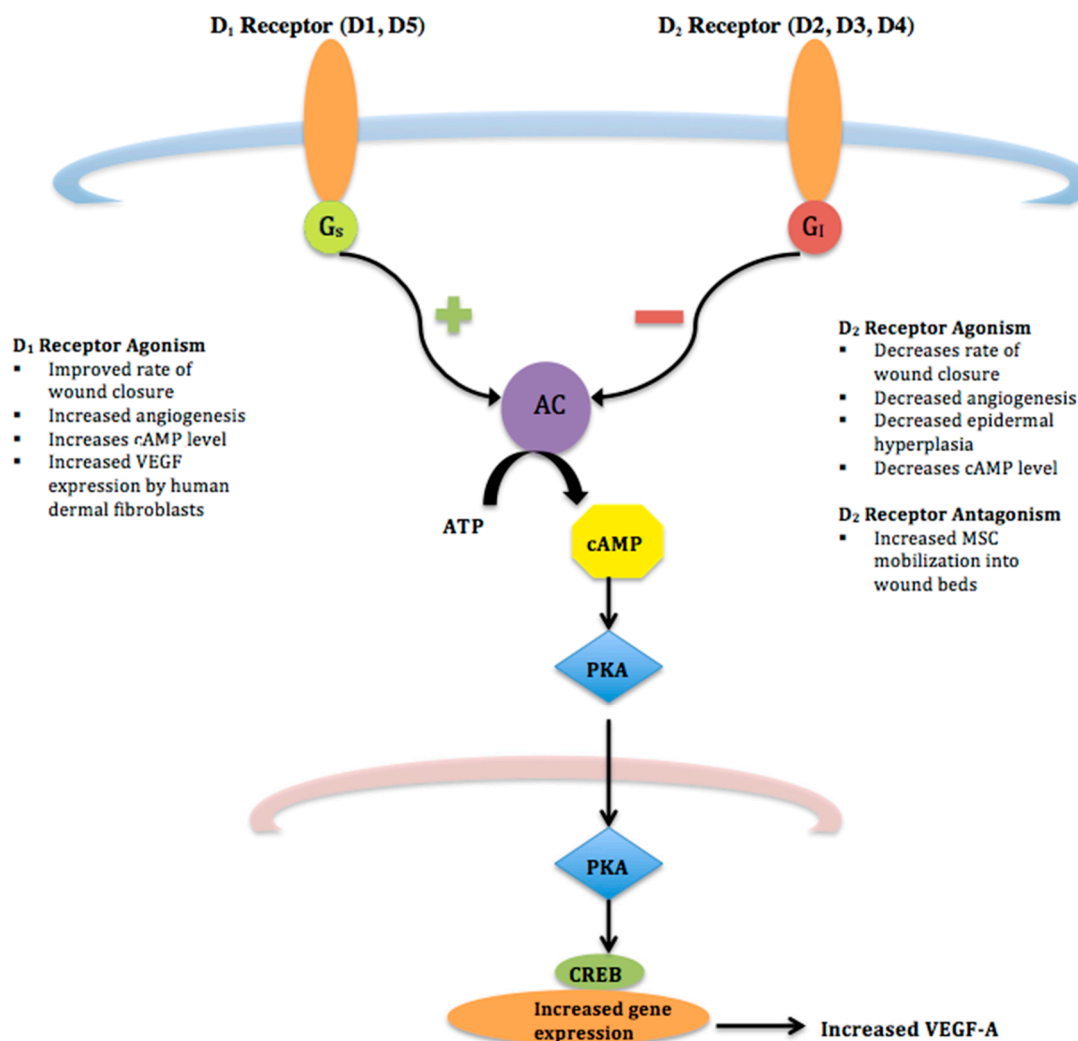 D₁ Receptor (D1, D5)
D₂ Receptor (D2, D3, D4)
Gs
GI
D₁ Receptor Agonism
▪ Improved rate of
wound closure
▪ Increased angiogenesis
▪ Increases cAMP level
▪ Increased VEGF
expression by human
dermal fibroblasts
D₂ Receptor Agonism
▪ Decreases rate of
wound closure
▪ Decreased angiogenesis
▪ Decreased epidermal
hyperplasia
▪ Decreases cAMP level
D₂ Receptor Antagonism
▪ Increased MSC
mobilization into
wound beds
AC
ATP
cAMP
PKA
PKA
CREB
Increased gene
expression
Increased VEGF-A